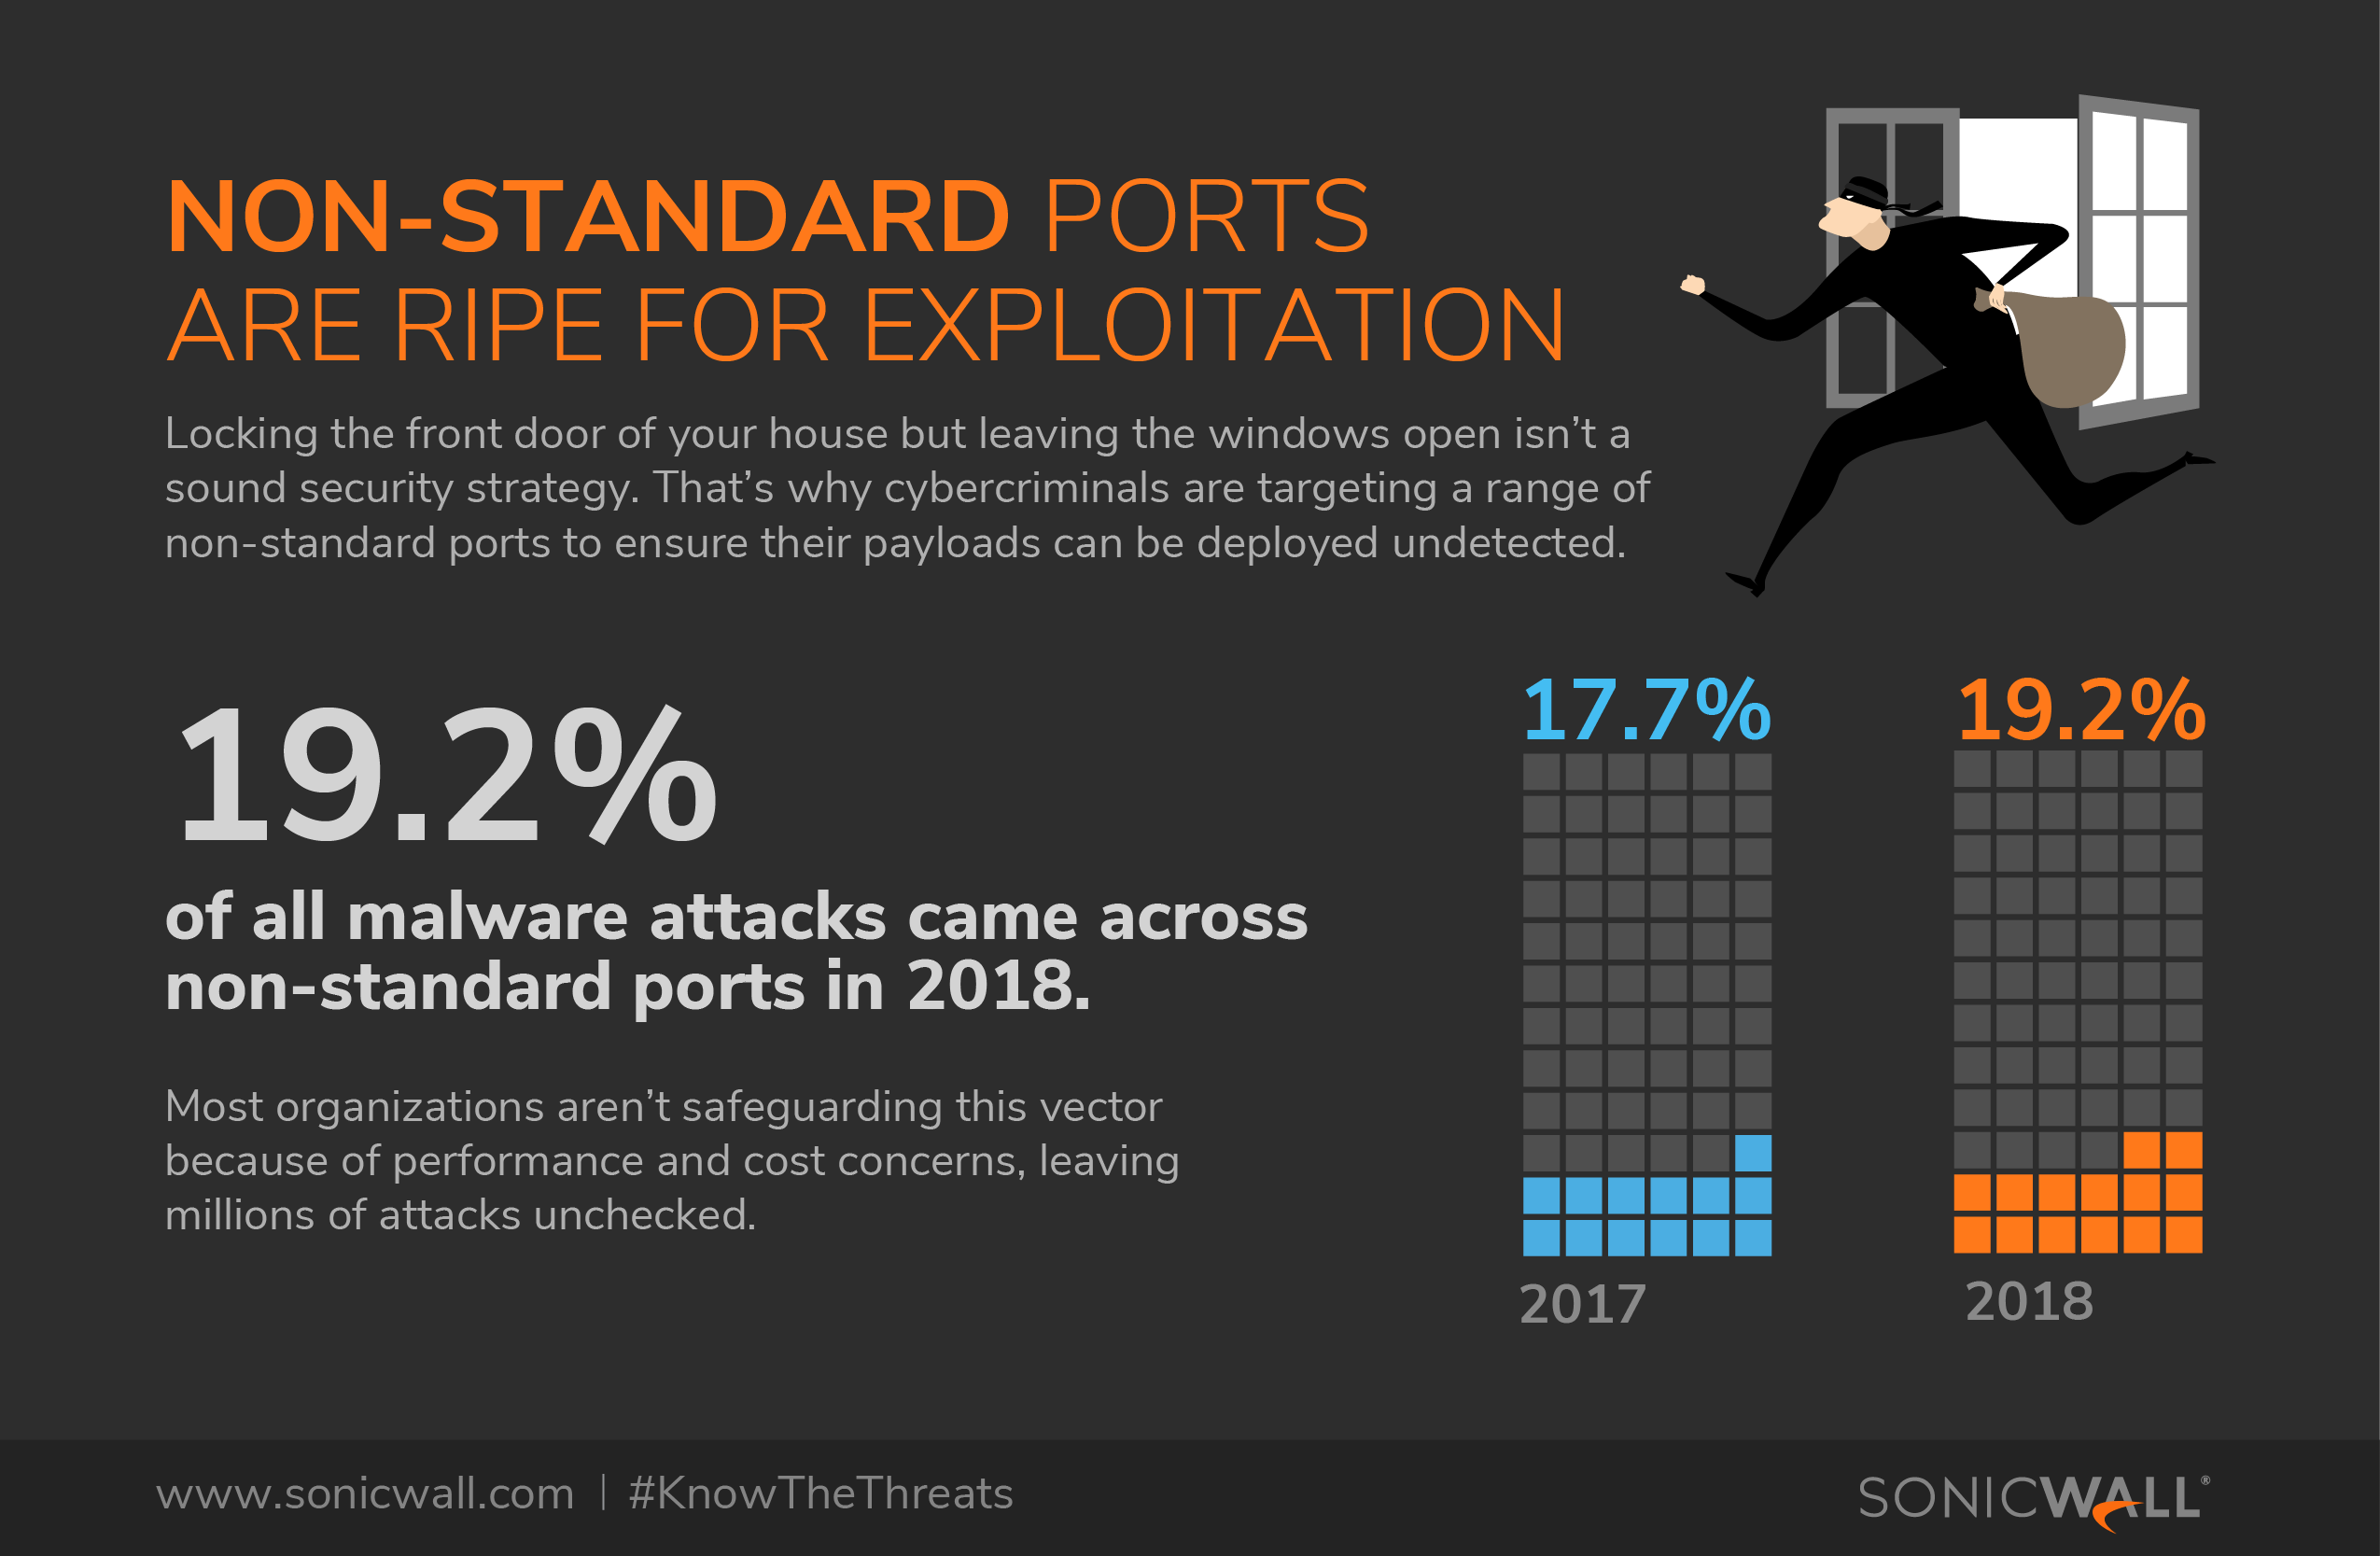 NON-STANDARD PORTS
ARE RIPE FOR EXPLOITATION
Locking the front door of your house but leaving the windows open isn’t a
sound security strategy. That’s why cybercriminals are targeting a range of
non-standard ports to ensure their payloads can be deployed undetected.
19.2%
of all malware attacks came across
non-standard ports in 2018.
Most organizations aren’t safeguarding this vector
because of performance and cost concerns, leaving
millions of attacks unchecked.
17.7%
2017
19.2%
2018
www.sonicwall.com | #KnowTheThreats
SONICWALL®